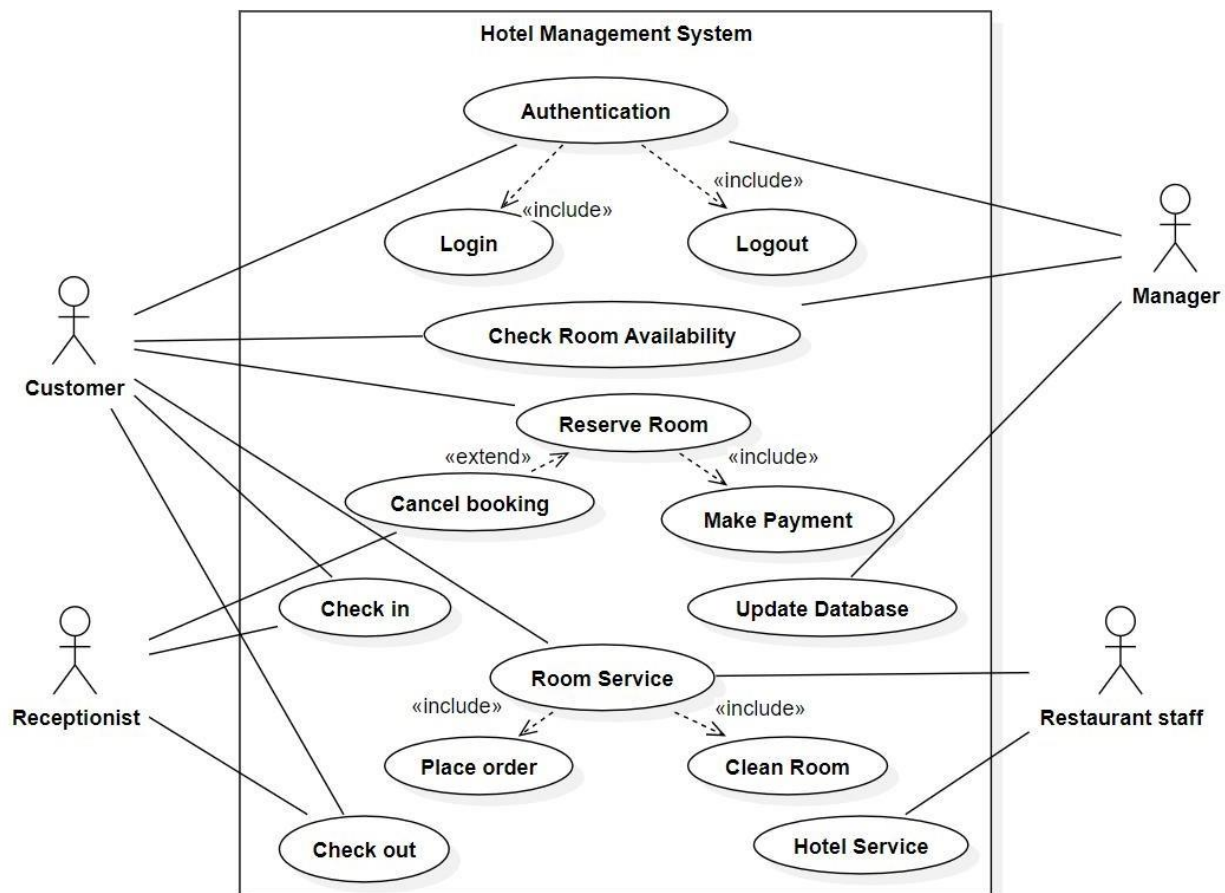 Hotel Management System
Authentication
«include»
«include»
Login
Logout
Manager
Check Room Availability
Customer
Reserve Room
«extend»
«include»
Cancel booking
Make Payment
Check in
Update Database
Room Service
«include»
«include»
Receptionist
Restaurant staff
Place order
Clean Room
Check out
Hotel Service